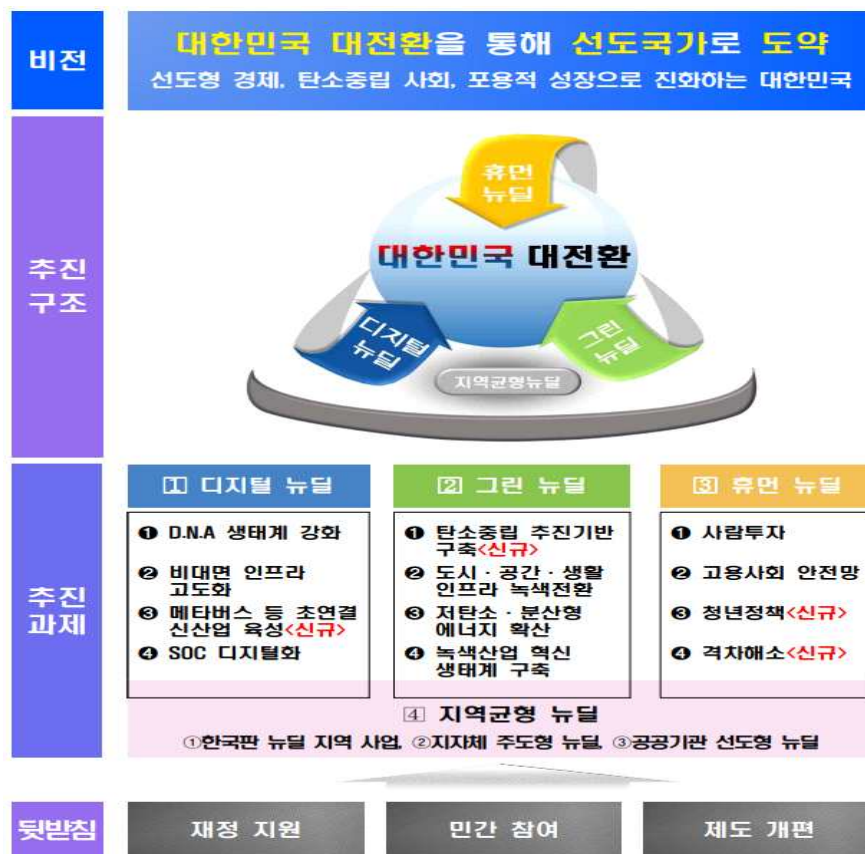 비전
대한민국 대전환을 통해 선도국가로 도약
선도형 경제, 탄소중립 사회, 포용적 성장으로 진화하는 대한민국
추진
구조
휴먼
뉴딜
대한민국 대전환
디지털
뉴딜
그린
뉴딜
지역균형뉴딜
추진
과제
1 디지털 뉴딜
❶ D.N.A 생태계 강화
❷ 비대면 인프라
고도화
❸ 메타버스 등 초연결
신산업 육성<신규>
❹ SOC 디지털화
2 그린 뉴딜
❶ 탄소중립 추진기반
구축<신규>
❷ 도시·공간·생활
인프라 녹색전환
❸ 저탄소·분산형
에너지 확산
❹ 녹색산업 혁신
생태계 구축
3 휴먼 뉴딜
❶ 사람투자
❷ 고용사회 안전망
❸ 청년정책<신규>
❹ 격차해소<신규>
4 지역균형 뉴딜
①한국판 뉴딜 지역 사업, ②지자체 주도형 뉴딜, ③공공기관 선도형 뉴딜
뒷받침
재정 지원
민간 참여
제도 개편